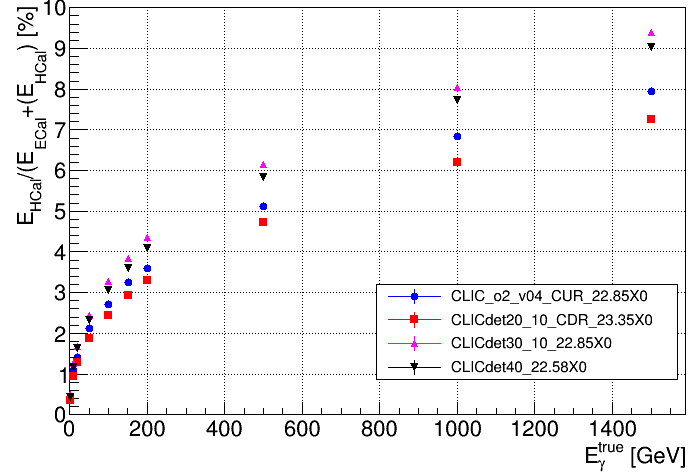 E_HCal/(E_ECal+(E_HCal) [%]
10
9
8
7
6
5
4
3
2
1
0
CLIC_o2_v04_CUR_22.85X0
CLICdet20_10_CDR_23.35X0
CLICdet30_10_22.85X0
CLICdet40_22.58X0
0 200 400 600 800 1000 1200 1400
E_γ^true [GeV]